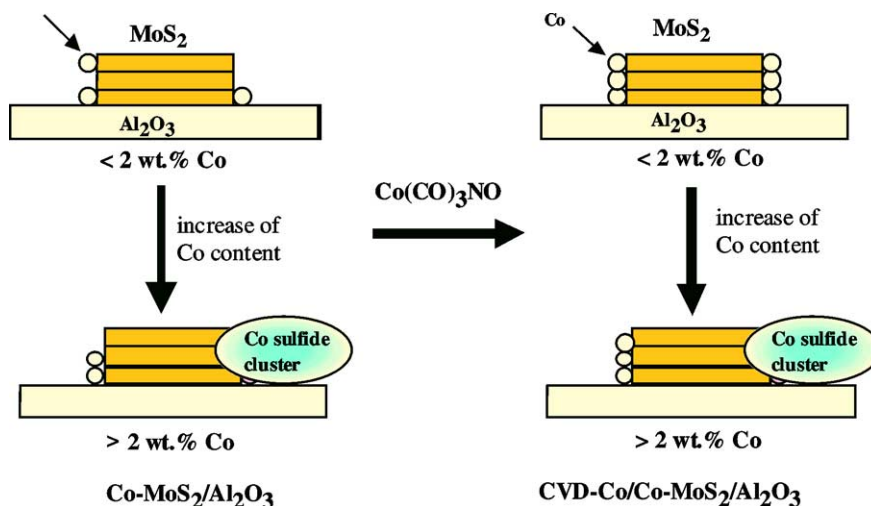 MoS₂
Al₂O₃
< 2 wt.% Co
increase of
Co content
Co sulfide
cluster
> 2 wt.% Co
Co-MoS₂/Al₂O₃
Co(CO)₃NO
Co
MoS₂
Al₂O₃
< 2 wt.% Co
increase of
Co content
Co sulfide
cluster
> 2 wt.% Co
CVD-Co/Co-MoS₂/Al₂O₃